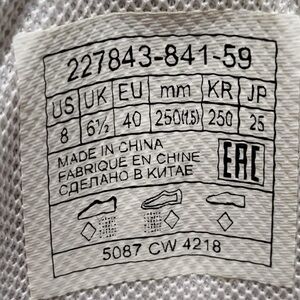 227843-841-59
US UK EU mm KR JP
8 6½ 40 250(1.5) 250 25
MADE IN CHINA
FABRIQUÉ EN CHINE
СДЕЛАНО В КИТАЕ
EAC
5087 CW 4218